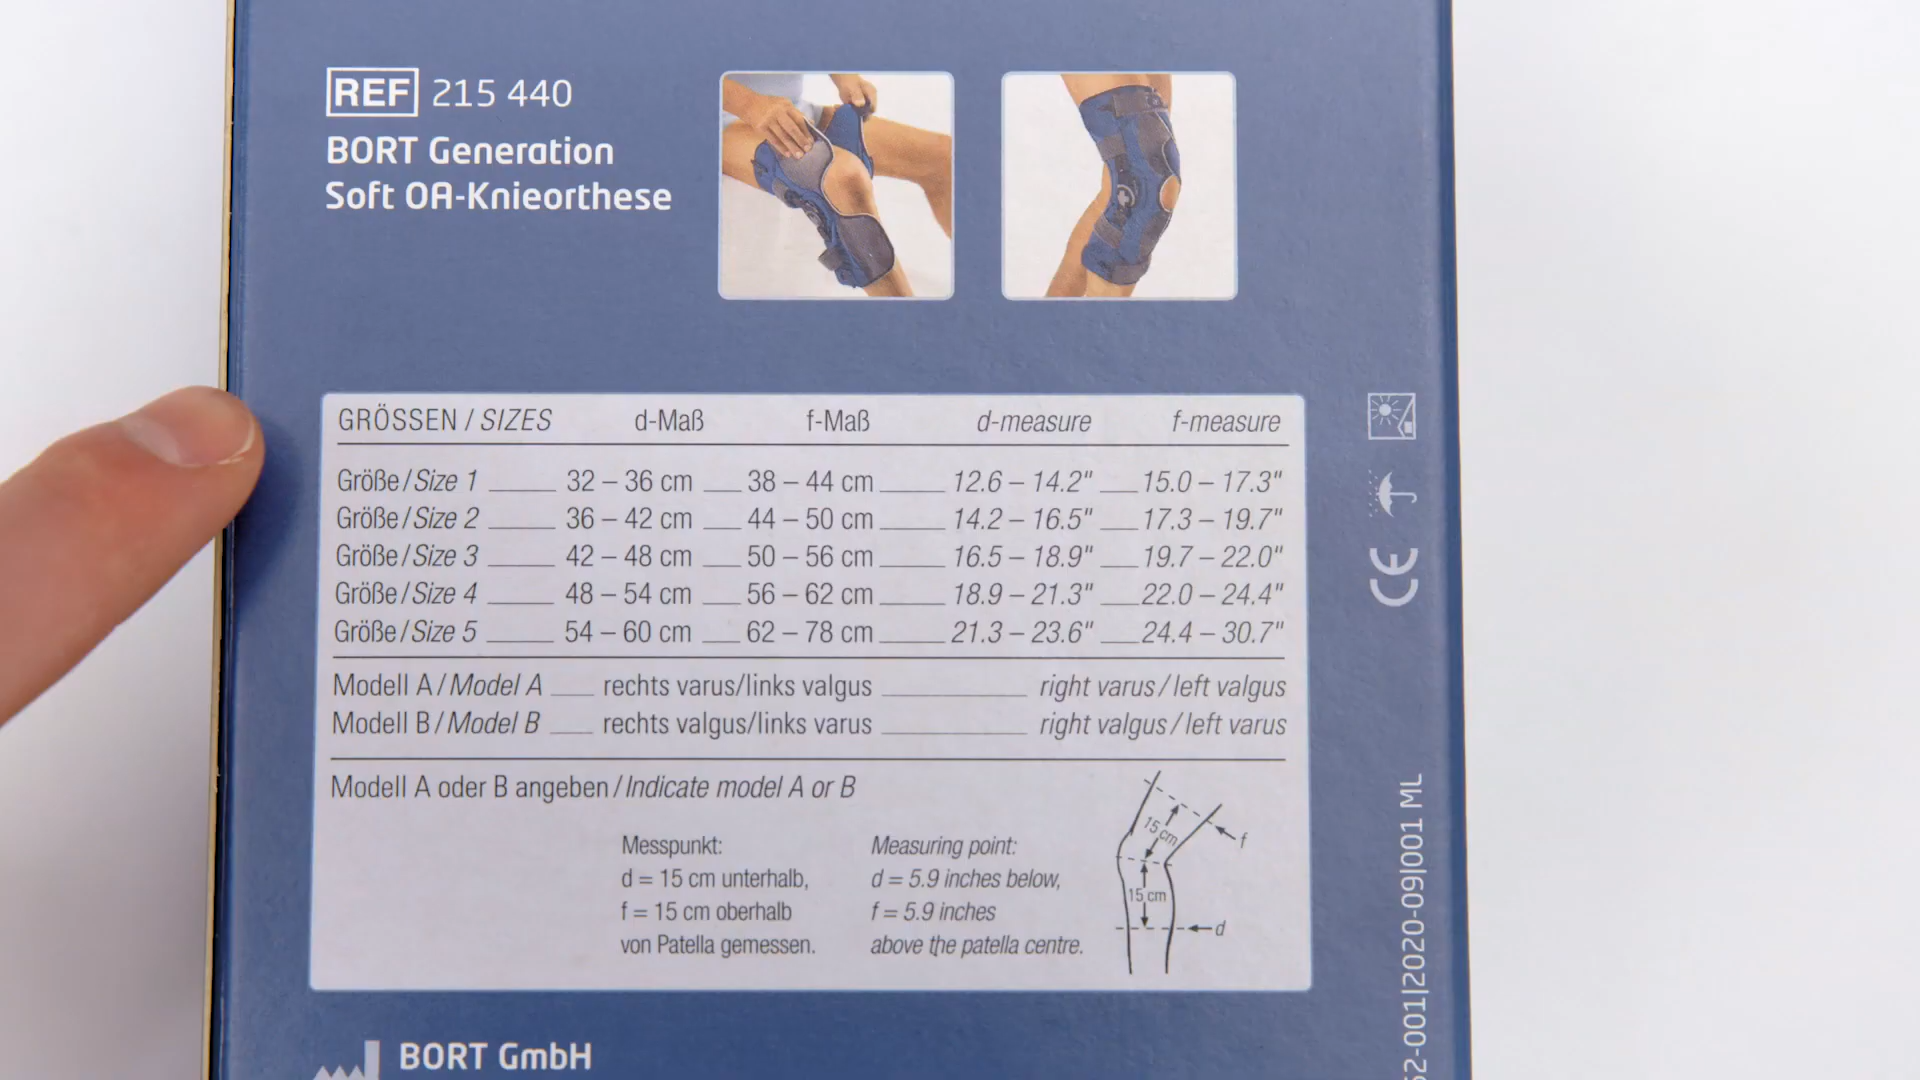 REF 215 440
BORT Generation
Soft OA-Knieorthese
GRÖSSEN / SIZES d-Maß f-Maß d-measure f-measure
Größe / Size 1 32 – 36 cm 38 – 44 cm 12.6 – 14.2" 15.0 – 17.3"
Größe / Size 2 36 – 42 cm 44 – 50 cm 14.2 – 16.5" 17.3 – 19.7"
Größe / Size 3 42 – 48 cm 50 – 56 cm 16.5 – 18.9" 19.7 – 22.0"
Größe / Size 4 48 – 54 cm 56 – 62 cm 18.9 – 21.3" 22.0 – 24.4"
Größe / Size 5 54 – 60 cm 62 – 78 cm 21.3 – 23.6" 24.4 – 30.7"
Modell A / Model A rechts varus/links valgus right varus / left valgus
Modell B / Model B rechts valgus/links varus right valgus / left varus
Modell A oder B angeben / Indicate model A or B
Messpunkt:
d = 15 cm unterhalb,
f = 15 cm oberhalb
von Patella gemessen.
Measuring point:
d = 5.9 inches below,
f = 5.9 inches
above the patella centre.
15 cm
f
15 cm
d
CE
52-001|2020-09|001 ML
BORT GmbH